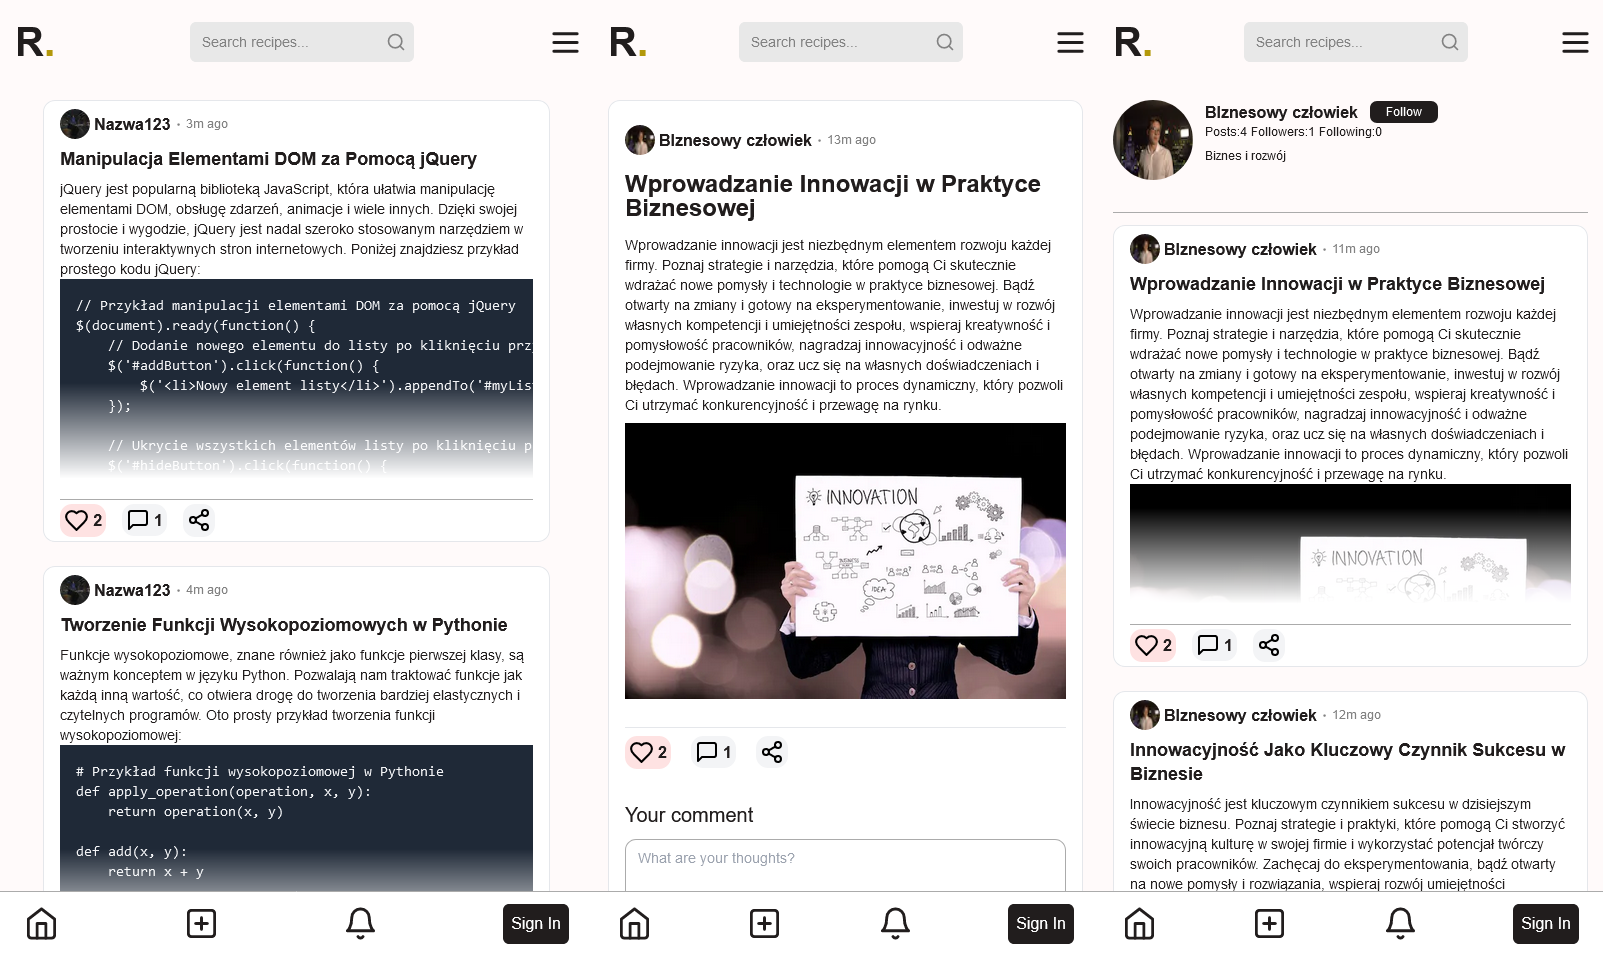 R.
Search recipes...
Nazwa123 · 3m ago
Manipulacja Elementami DOM za Pomocą jQuery
jQuery jest popularną biblioteką JavaScript, która ułatwia manipulację
elementami DOM, obsługę zdarzeń, animacje i wiele innych. Dzięki swojej
prostocie i wygodzie, jQuery jest nadal szeroko stosowanym narzędziem w
tworzeniu interaktywnych stron internetowych. Poniżej znajdziesz przykład
prostego kodu jQuery:
// Przykład manipulacji elementami DOM za pomocą jQuery
$(document).ready(function() {
// Dodanie nowego elementu do listy po kliknięciu prz
$('#addButton').click(function() {
$('<li>Nowy element listy</li>').appendTo('#myLis
});
// Ukrycie wszystkich elementów listy po kliknięciu p
$('#hideButton').click(function() {
2
1
Nazwa123 · 4m ago
Tworzenie Funkcji Wysokopoziomowych w Pythonie
Funkcje wysokopoziomowe, znane również jako funkcje pierwszej klasy, są
ważnym konceptem w języku Python. Pozwalają nam traktować funkcje jak
każdą inną wartość, co otwiera drogę do tworzenia bardziej elastycznych i
czytelnych programów. Oto prosty przykład tworzenia funkcji
wysokopoziomowej:
# Przykład funkcji wysokopoziomowej w Pythonie
def apply_operation(operation, x, y):
return operation(x, y)
def add(x, y):
return x + y
Sign In
R.
Search recipes...
BIznesowy człowiek · 13m ago
Wprowadzanie Innowacji w Praktyce
Biznesowej
Wprowadzanie innowacji jest niezbędnym elementem rozwoju każdej
firmy. Poznaj strategie i narzędzia, które pomogą Ci skutecznie
wdrażać nowe pomysły i technologie w praktyce biznesowej. Bądź
otwarty na zmiany i gotowy na eksperymentowanie, inwestuj w rozwój
własnych kompetencji i umiejętności zespołu, wspieraj kreatywność i
pomysłowość pracowników, nagradzaj innowacyjność i odważne
podejmowanie ryzyka, oraz ucz się na własnych doświadczeniach i
błędach. Wprowadzanie innowacji to proces dynamiczny, który pozwoli
Ci utrzymać konkurencyjność i przewagę na rynku.
INNOVATION
IDEA
2
1
Your comment
What are your thoughts?
Sign In
R.
Search recipes...
BIznesowy człowiek
Follow
Posts:4 Followers:1 Following:0
Biznes i rozwój
BIznesowy człowiek · 11m ago
Wprowadzanie Innowacji w Praktyce Biznesowej
Wprowadzanie innowacji jest niezbędnym elementem rozwoju każdej
firmy. Poznaj strategie i narzędzia, które pomogą Ci skutecznie
wdrażać nowe pomysły i technologie w praktyce biznesowej. Bądź
otwarty na zmiany i gotowy na eksperymentowanie, inwestuj w rozwój
własnych kompetencji i umiejętności zespołu, wspieraj kreatywność i
pomysłowość pracowników, nagradzaj innowacyjność i odważne
podejmowanie ryzyka, oraz ucz się na własnych doświadczeniach i
błędach. Wprowadzanie innowacji to proces dynamiczny, który pozwoli
Ci utrzymać konkurencyjność i przewagę na rynku.
INNOVATION
2
1
BIznesowy człowiek · 12m ago
Innowacyjność Jako Kluczowy Czynnik Sukcesu w
Biznesie
Innowacyjność jest kluczowym czynnikiem sukcesu w dzisiejszym
świecie biznesu. Poznaj strategie i praktyki, które pomogą Ci stworzyć
innowacyjną kulturę w swojej firmie i wykorzystać potencjał twórczy
swoich pracowników. Zachęcaj do eksperymentowania, bądź otwarty
na nowe pomysły i rozwiązania, wspieraj rozwój umiejętności
Sign In